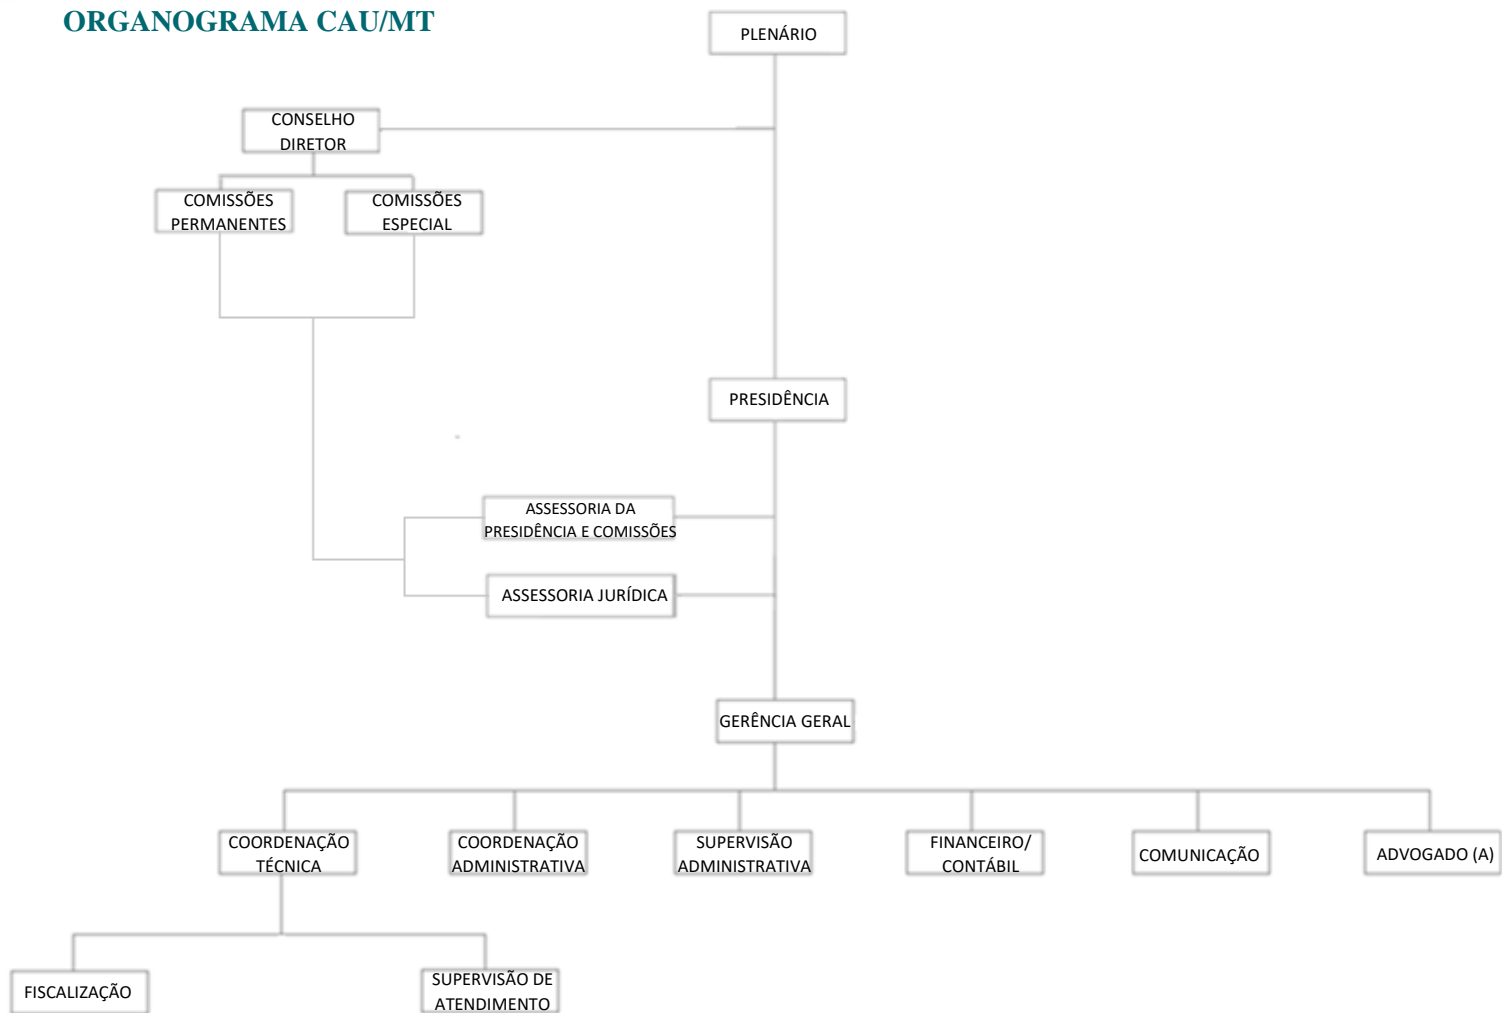 ORGANOGRAMA CAU/MT
PLENÁRIO
CONSELHO
DIRETOR
COMISSÕES
PERMANENTES
COMISSÕES
ESPECIAL
PRESIDÊNCIA
ASSESSORIA DA
PRESIDÊNCIA E COMISSÕES
ASSESSORIA JURÍDICA
GERÊNCIA GERAL
COORDENAÇÃO
TÉCNICA
COORDENAÇÃO
ADMINISTRATIVA
SUPERVISÃO
ADMINISTRATIVA
FINANCEIRO/
CONTÁBIL
COMUNICAÇÃO
ADVOGADO (A)
FISCALIZAÇÃO
SUPERVISÃO DE
ATENDIMENTO